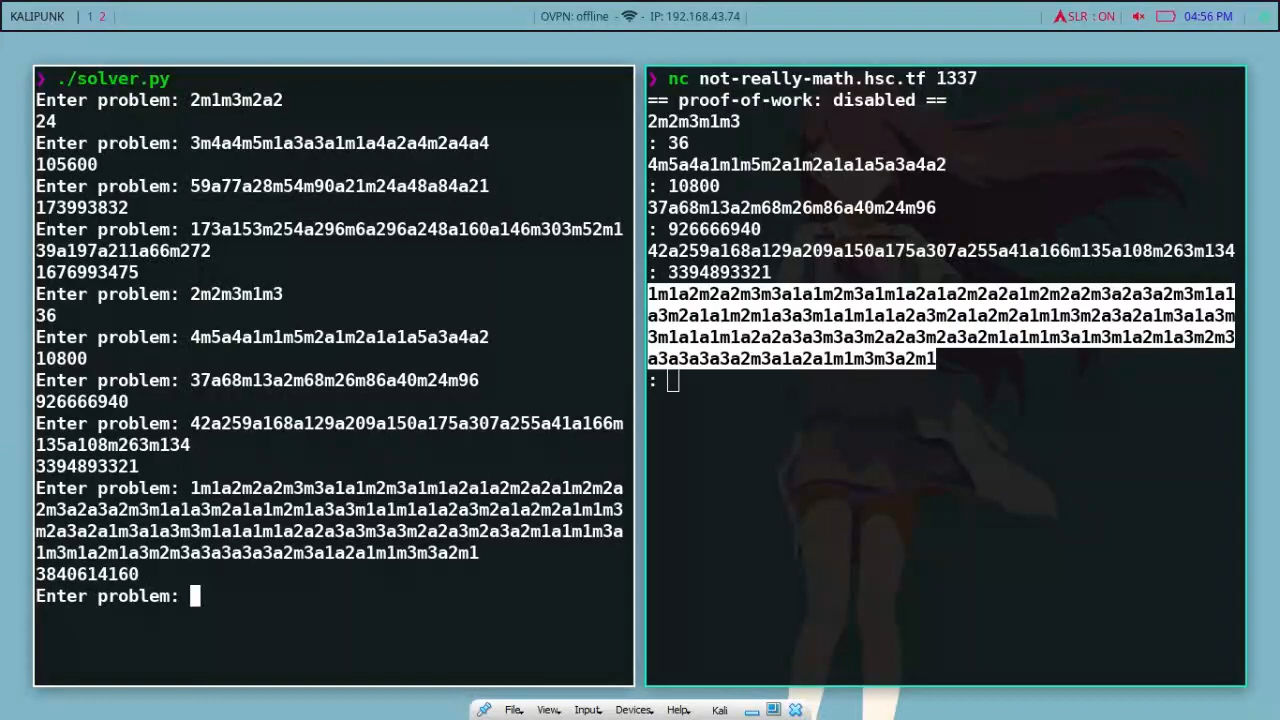 KALIPUNK | 1 2 OVPN: offline - - IP: 192.168.43.74 SLR : ON 04:56 PM
❯ ./solver.py
Enter problem: 2m1m3m2a2
24
Enter problem: 3m4a4m5m1a3a3a1m1a4a2a4m2a4a4
105600
Enter problem: 59a77a28m54m90a21m24a48a84a21
173993832
Enter problem: 173a153m254a296m6a296a248a160a146m303m52m1
39a197a211a66m272
1676993475
Enter problem: 2m2m3m1m3
36
Enter problem: 4m5a4a1m1m5m2a1m2a1a1a5a3a4a2
10800
Enter problem: 37a68m13a2m68m26m86a40m24m96
926666940
Enter problem: 42a259a168a129a209a150a175a307a255a41a166m
135a108m263m134
3394893321
Enter problem: 1m1a2m2a2m3m3a1a1m2m3a1m1a2a1a2m2a2a1m2m2a
2m3a2a3a2m3m1a1a3m2a1a1m2m1a3a3m1a1m1a1a2a3m2a1a2m2a1m1m3
m2a3a2a1m3a1a3m3m1a1a1m1a2a2a3a3m3a3m2a2a3m2a3a2m1a1m1m3a
1m3m1a2m1a3m2m3a3a3a3a3a2m3a1a2a1m1m3m3a2m1
3840614160
Enter problem:
❯ nc not-really-math.hsc.tf 1337
== proof-of-work: disabled ==
2m2m3m1m3
: 36
4m5a4a1m1m5m2a1m2a1a1a5a3a4a2
: 10800
37a68m13a2m68m26m86a40m24m96
: 926666940
42a259a168a129a209a150a175a307a255a41a166m135a108m263m134
: 3394893321
1m1a2m2a2m3m3a1a1m2m3a1m1a2a1a2m2a2a1m2m2a2m3a2a3a2m3m1a1
a3m2a1a1m2m1a3a3m1a1m1a1a2a3m2a1a2m2a1m1m3m2a3a2a1m3a1a3m
3m1a1a1m1a2a2a3a3m3a3m2a2a3m2a3a2m1a1m1m3a1m3m1a2m1a3m2m3
a3a3a3a3a2m3a1a2a1m1m3m3a2m1
:
File View Input Devices Help Kali